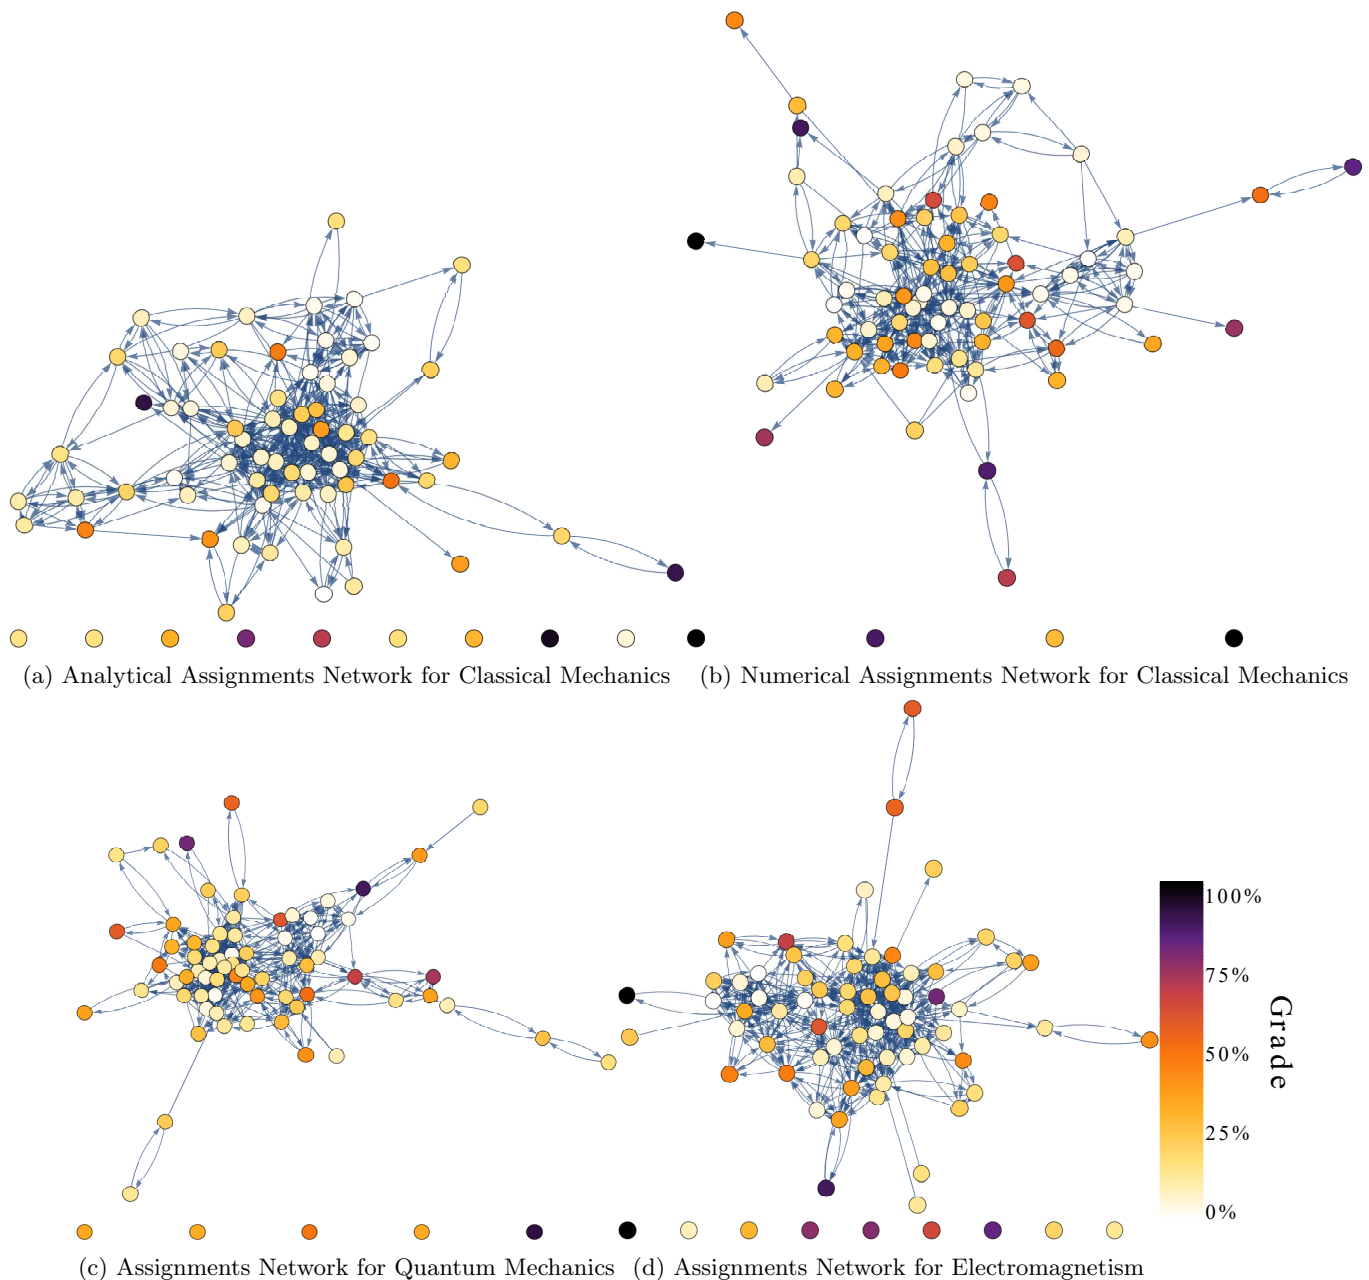 (a) Analytical Assignments Network for Classical Mechanics
(b) Numerical Assignments Network for Classical Mechanics
100%
75%
50%
25%
0%
Grade
(c) Assignments Network for Quantum Mechanics
(d) Assignments Network for Electromagnetism